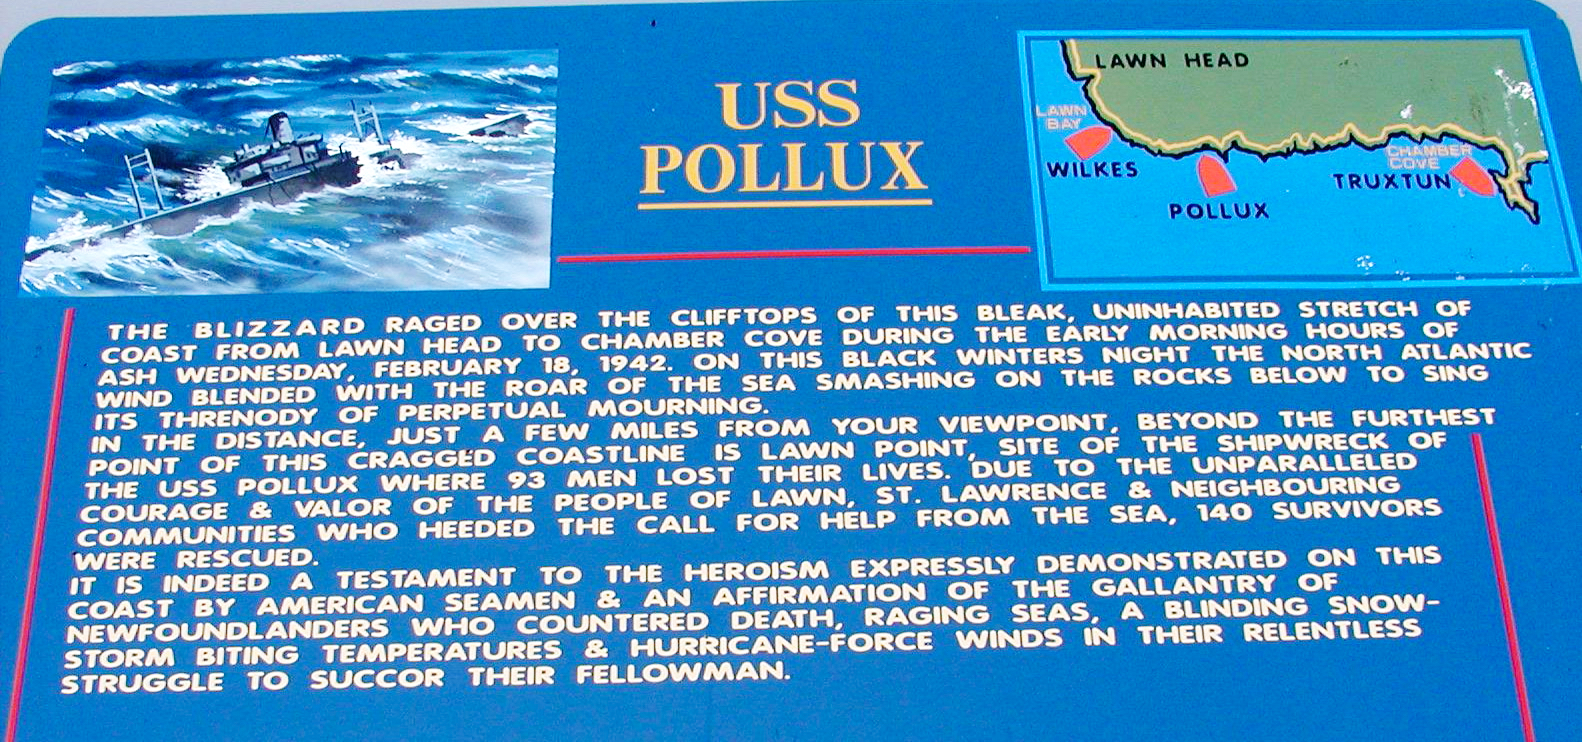 USS
POLLUX
LAWN HEAD
LAWN
BAY
WILKES
POLLUX
CHAMBER
COVE
TRUXTUN
THE BLIZZARD RAGED OVER THE CLIFFTOPS OF THIS BLEAK, UNINHABITED STRETCH OF
COAST FROM LAWN HEAD TO CHAMBER COVE DURING THE EARLY MORNING HOURS OF
ASH WEDNESDAY, FEBRUARY 18, 1942. ON THIS BLACK WINTERS NIGHT THE NORTH ATLANTIC
WIND BLENDED WITH THE ROAR OF THE SEA SMASHING ON THE ROCKS BELOW TO SING
ITS THRENODY OF PERPETUAL MOURNING.
IN THE DISTANCE, JUST A FEW MILES FROM YOUR VIEWPOINT, BEYOND THE FURTHEST
POINT OF THIS CRAGGED COASTLINE IS LAWN POINT, SITE OF THE SHIPWRECK OF
THE USS POLLUX WHERE 93 MEN LOST THEIR LIVES. DUE TO THE UNPARALLELED
COURAGE & VALOR OF THE PEOPLE OF LAWN, ST. LAWRENCE & NEIGHBOURING
COMMUNITIES WHO HEEDED THE CALL FOR HELP FROM THE SEA, 140 SURVIVORS
WERE RESCUED.
IT IS INDEED A TESTAMENT TO THE HEROISM EXPRESSLY DEMONSTRATED ON THIS
COAST BY AMERICAN SEAMEN & AN AFFIRMATION OF THE GALLANTRY OF
NEWFOUNDLANDERS WHO COUNTERED DEATH, RAGING SEAS, A BLINDING SNOW-
STORM BITING TEMPERATURES & HURRICANE-FORCE WINDS IN THEIR RELENTLESS
STRUGGLE TO SUCCOR THEIR FELLOWMAN.